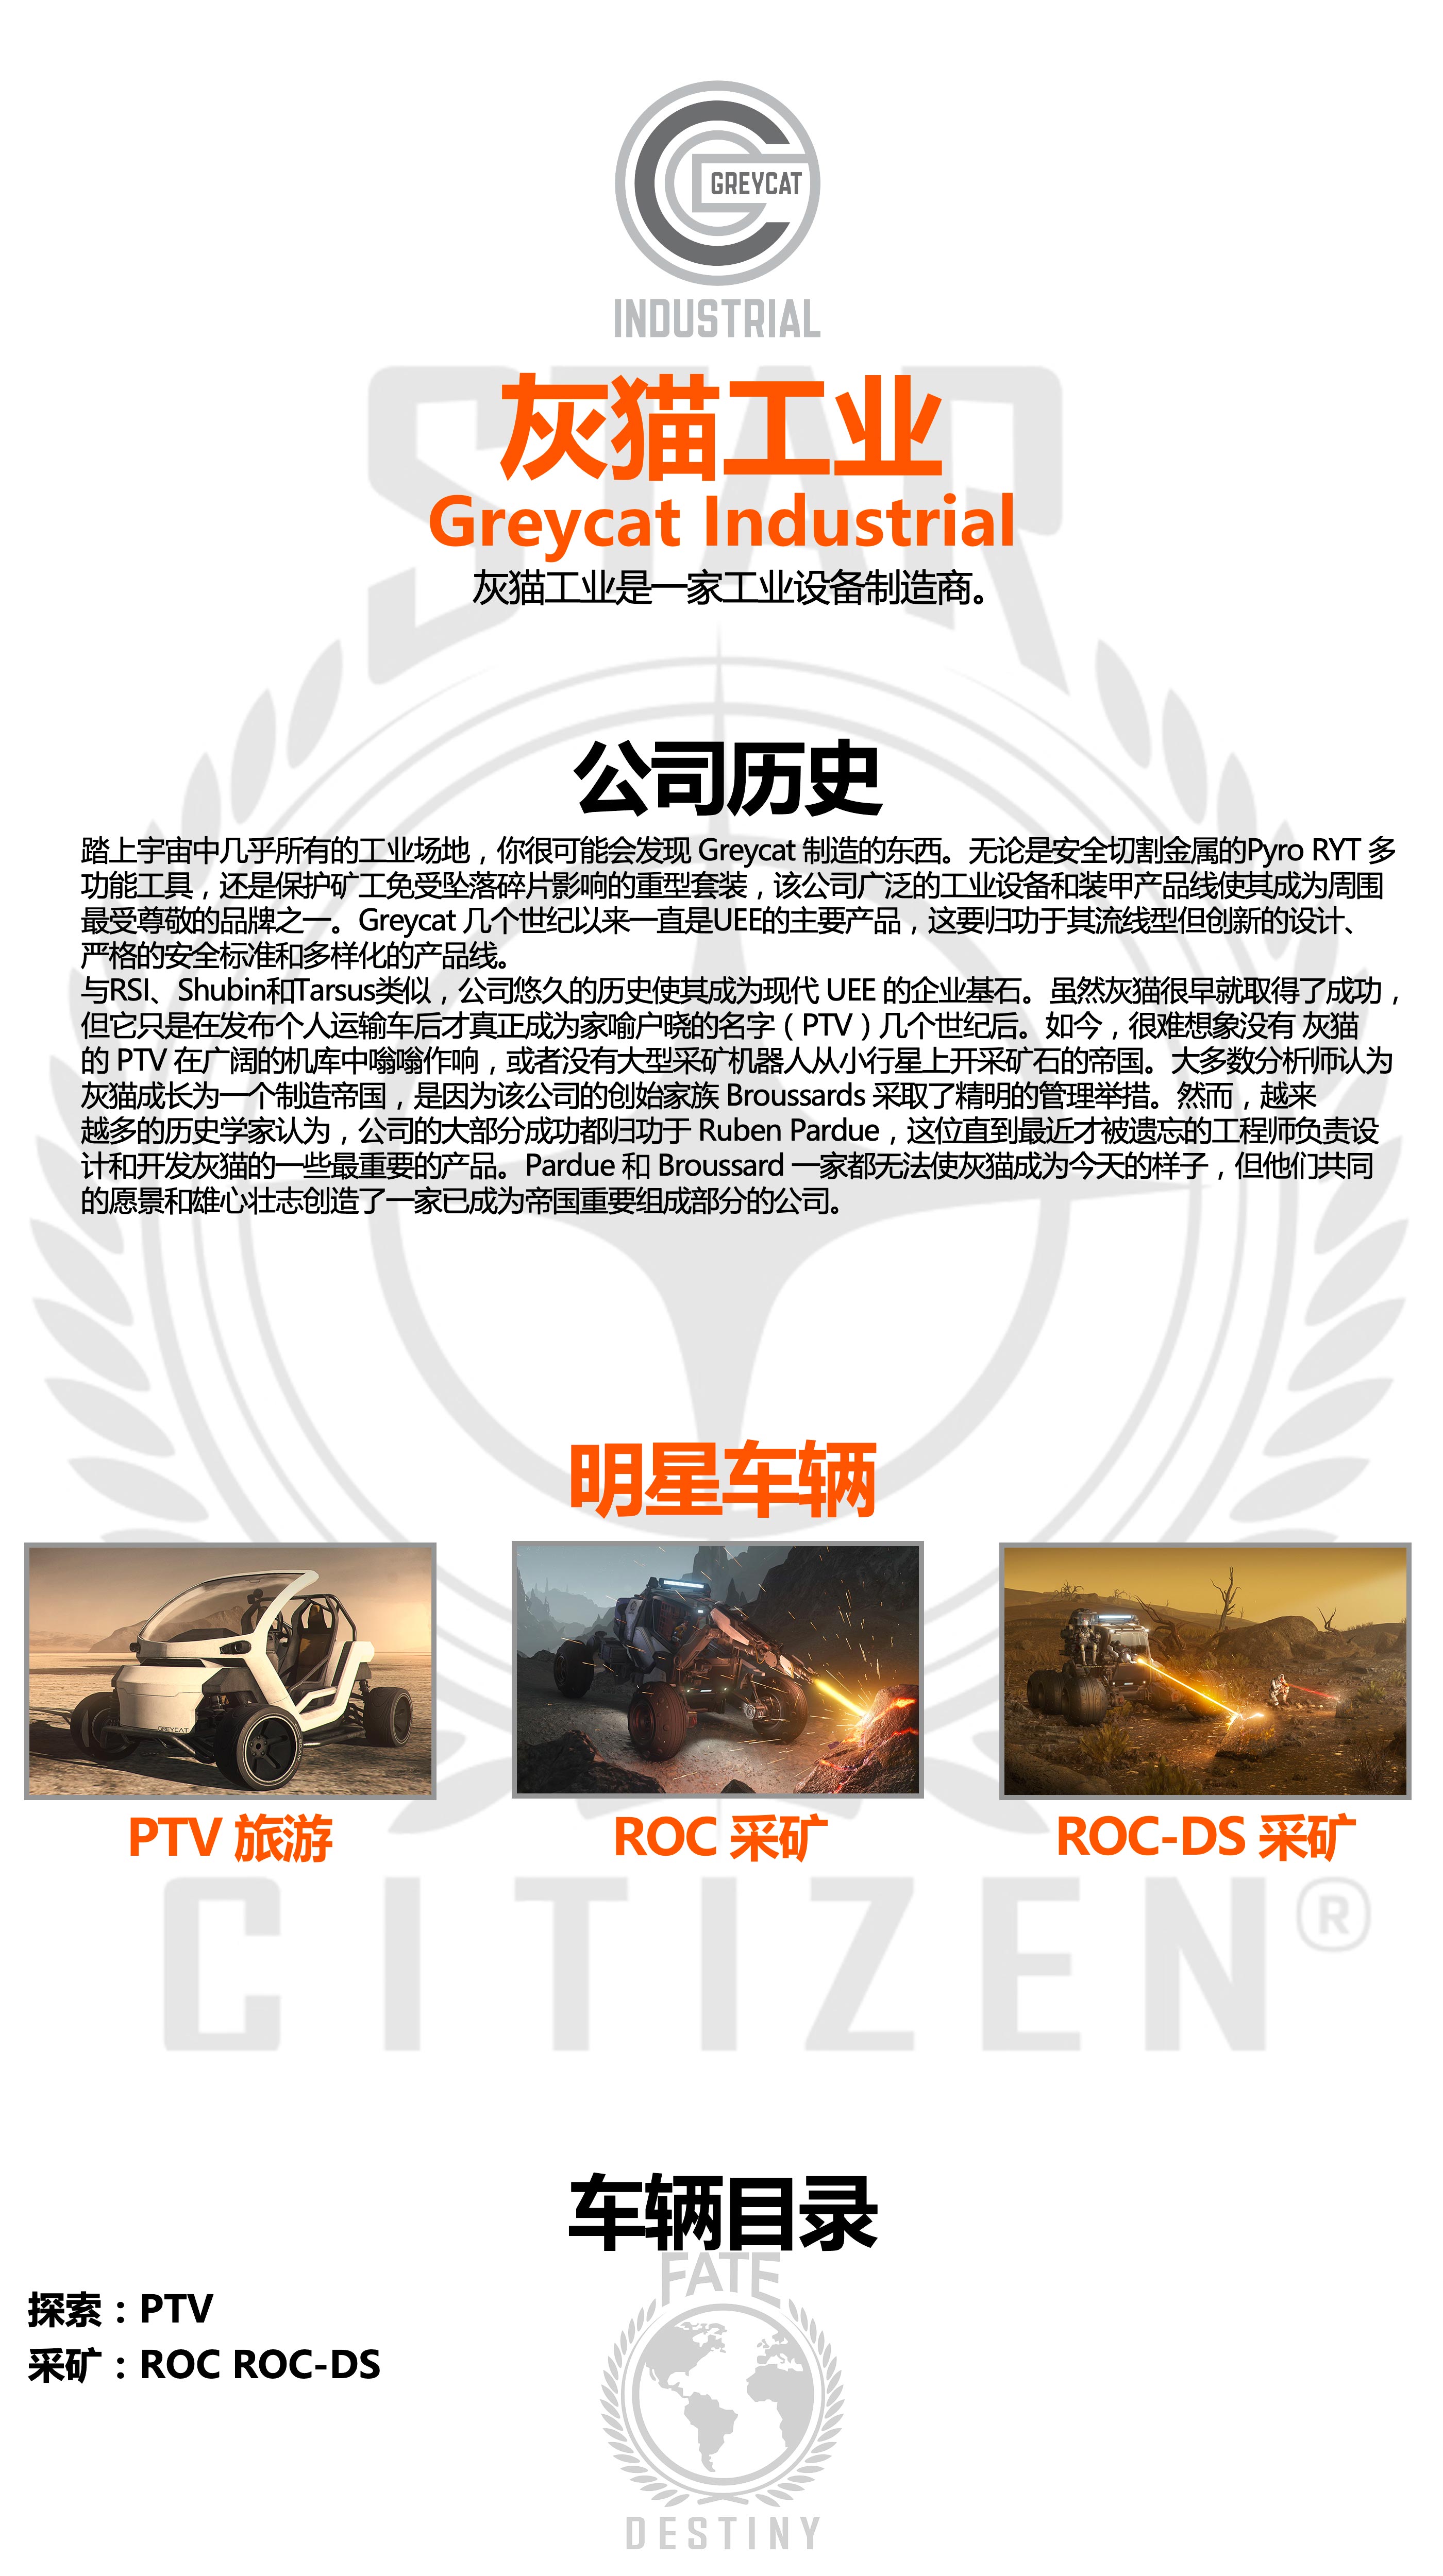 GREYCAT
INDUSTRIAL
STAR
灰猫工业
Greycat Industrial
灰猫工业是一家工业设备制造商。
公司历史
踏上宇宙中几乎所有的工业场地，你很可能会发现 Greycat 制造的东西。无论是安全切割金属的Pyro RYT 多
功能工具，还是保护矿工免受坠落碎片影响的重型套装，该公司广泛的工业设备和装甲产品线使其成为周围
最受尊敬的品牌之一。Greycat 几个世纪以来一直是UEE的主要产品，这要归功于其流线型但创新的设计、
严格的安全标准和多样化的产品线。
与RSI、Shubin和Tarsus类似，公司悠久的历史使其成为现代 UEE 的企业基石。虽然灰猫很早就取得了成功，
但它只是在发布个人运输车后才真正成为家喻户晓的名字（PTV）几个世纪后。如今，很难想象没有 灰猫
的 PTV 在广阔的机库中嗡嗡作响，或者没有大型采矿机器人从小行星上开采矿石的帝国。大多数分析师认为
灰猫成长为一个制造帝国，是因为该公司的创始家族 Broussards 采取了精明的管理举措。然而，越来
越多的历史学家认为，公司的大部分成功都归功于 Ruben Pardue，这位直到最近才被遗忘的工程师负责设
计和开发灰猫的一些最重要的产品。Pardue 和 Broussard 一家都无法使灰猫成为今天的样子，但他们共同
的愿景和雄心壮志创造了一家已成为帝国重要组成部分的公司。
明星车辆
GREYCAT
PTV 旅游
ROC 采矿
ROC-DS 采矿
CITIZEN®
车辆目录
FATE
探索：PTV
采矿：ROC ROC-DS
DESTINY